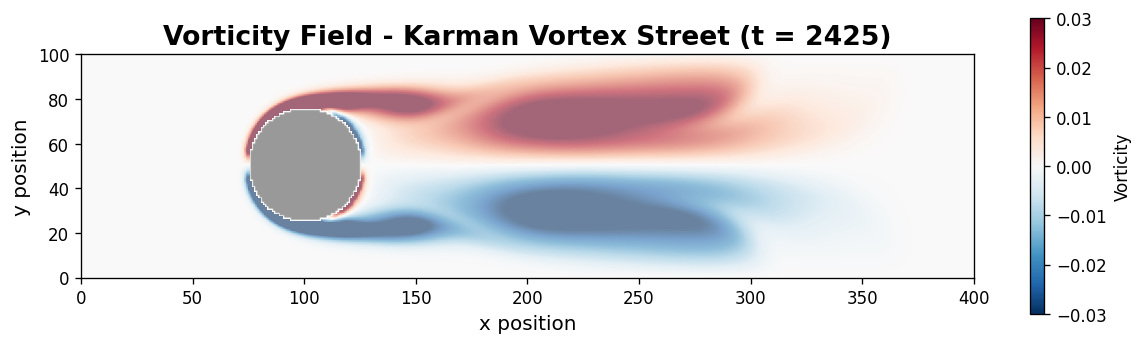 Vorticity Field - Karman Vortex Street (t = 2425)
100
80
60
40
20
0
y position
0 50 100 150 200 250 300 350 400
x position
0.03
0.02
0.01
0.00
−0.01
−0.02
−0.03
Vorticity